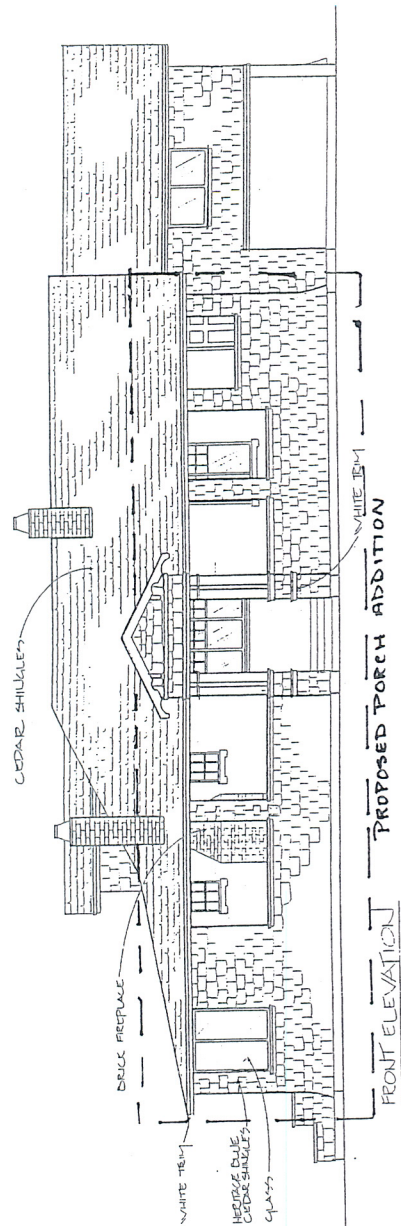 CEDAR SHINGLES
BRICK FIREPLACE
WHITE TRIM
HERITAGE BLUE
CEDAR SHINGLES
GLASS
WHITE TRIM
PROPOSED PORCH ADDITION
FRONT ELEVATION